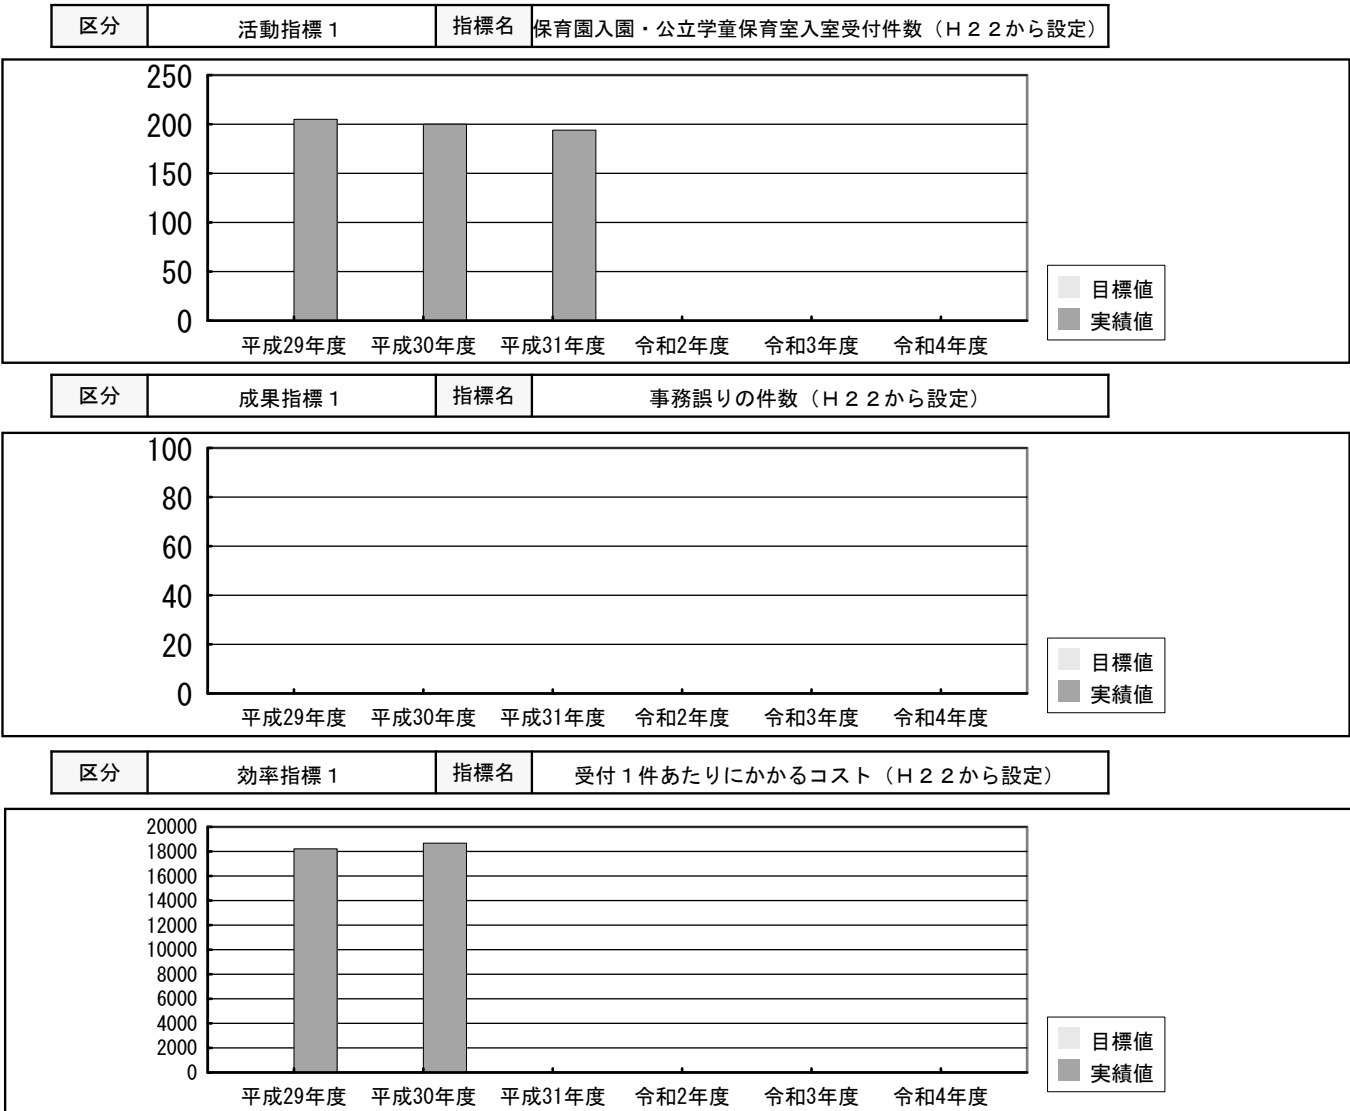 区分 活動指標１ 指標名 保育園入園・公立学童保育室入室受付件数（Ｈ２２から設定）
250
200
150
100
50
0
平成29年度 平成30年度 平成31年度 令和2年度 令和3年度 令和4年度
目標値
実績値
区分 成果指標１ 指標名 事務誤りの件数（Ｈ２２から設定）
100
80
60
40
20
0
平成29年度 平成30年度 平成31年度 令和2年度 令和3年度 令和4年度
目標値
実績値
区分 効率指標１ 指標名 受付１件あたりにかかるコスト（Ｈ２２から設定）
20000
18000
16000
14000
12000
10000
8000
6000
4000
2000
0
平成29年度 平成30年度 平成31年度 令和2年度 令和3年度 令和4年度
目標値
実績値